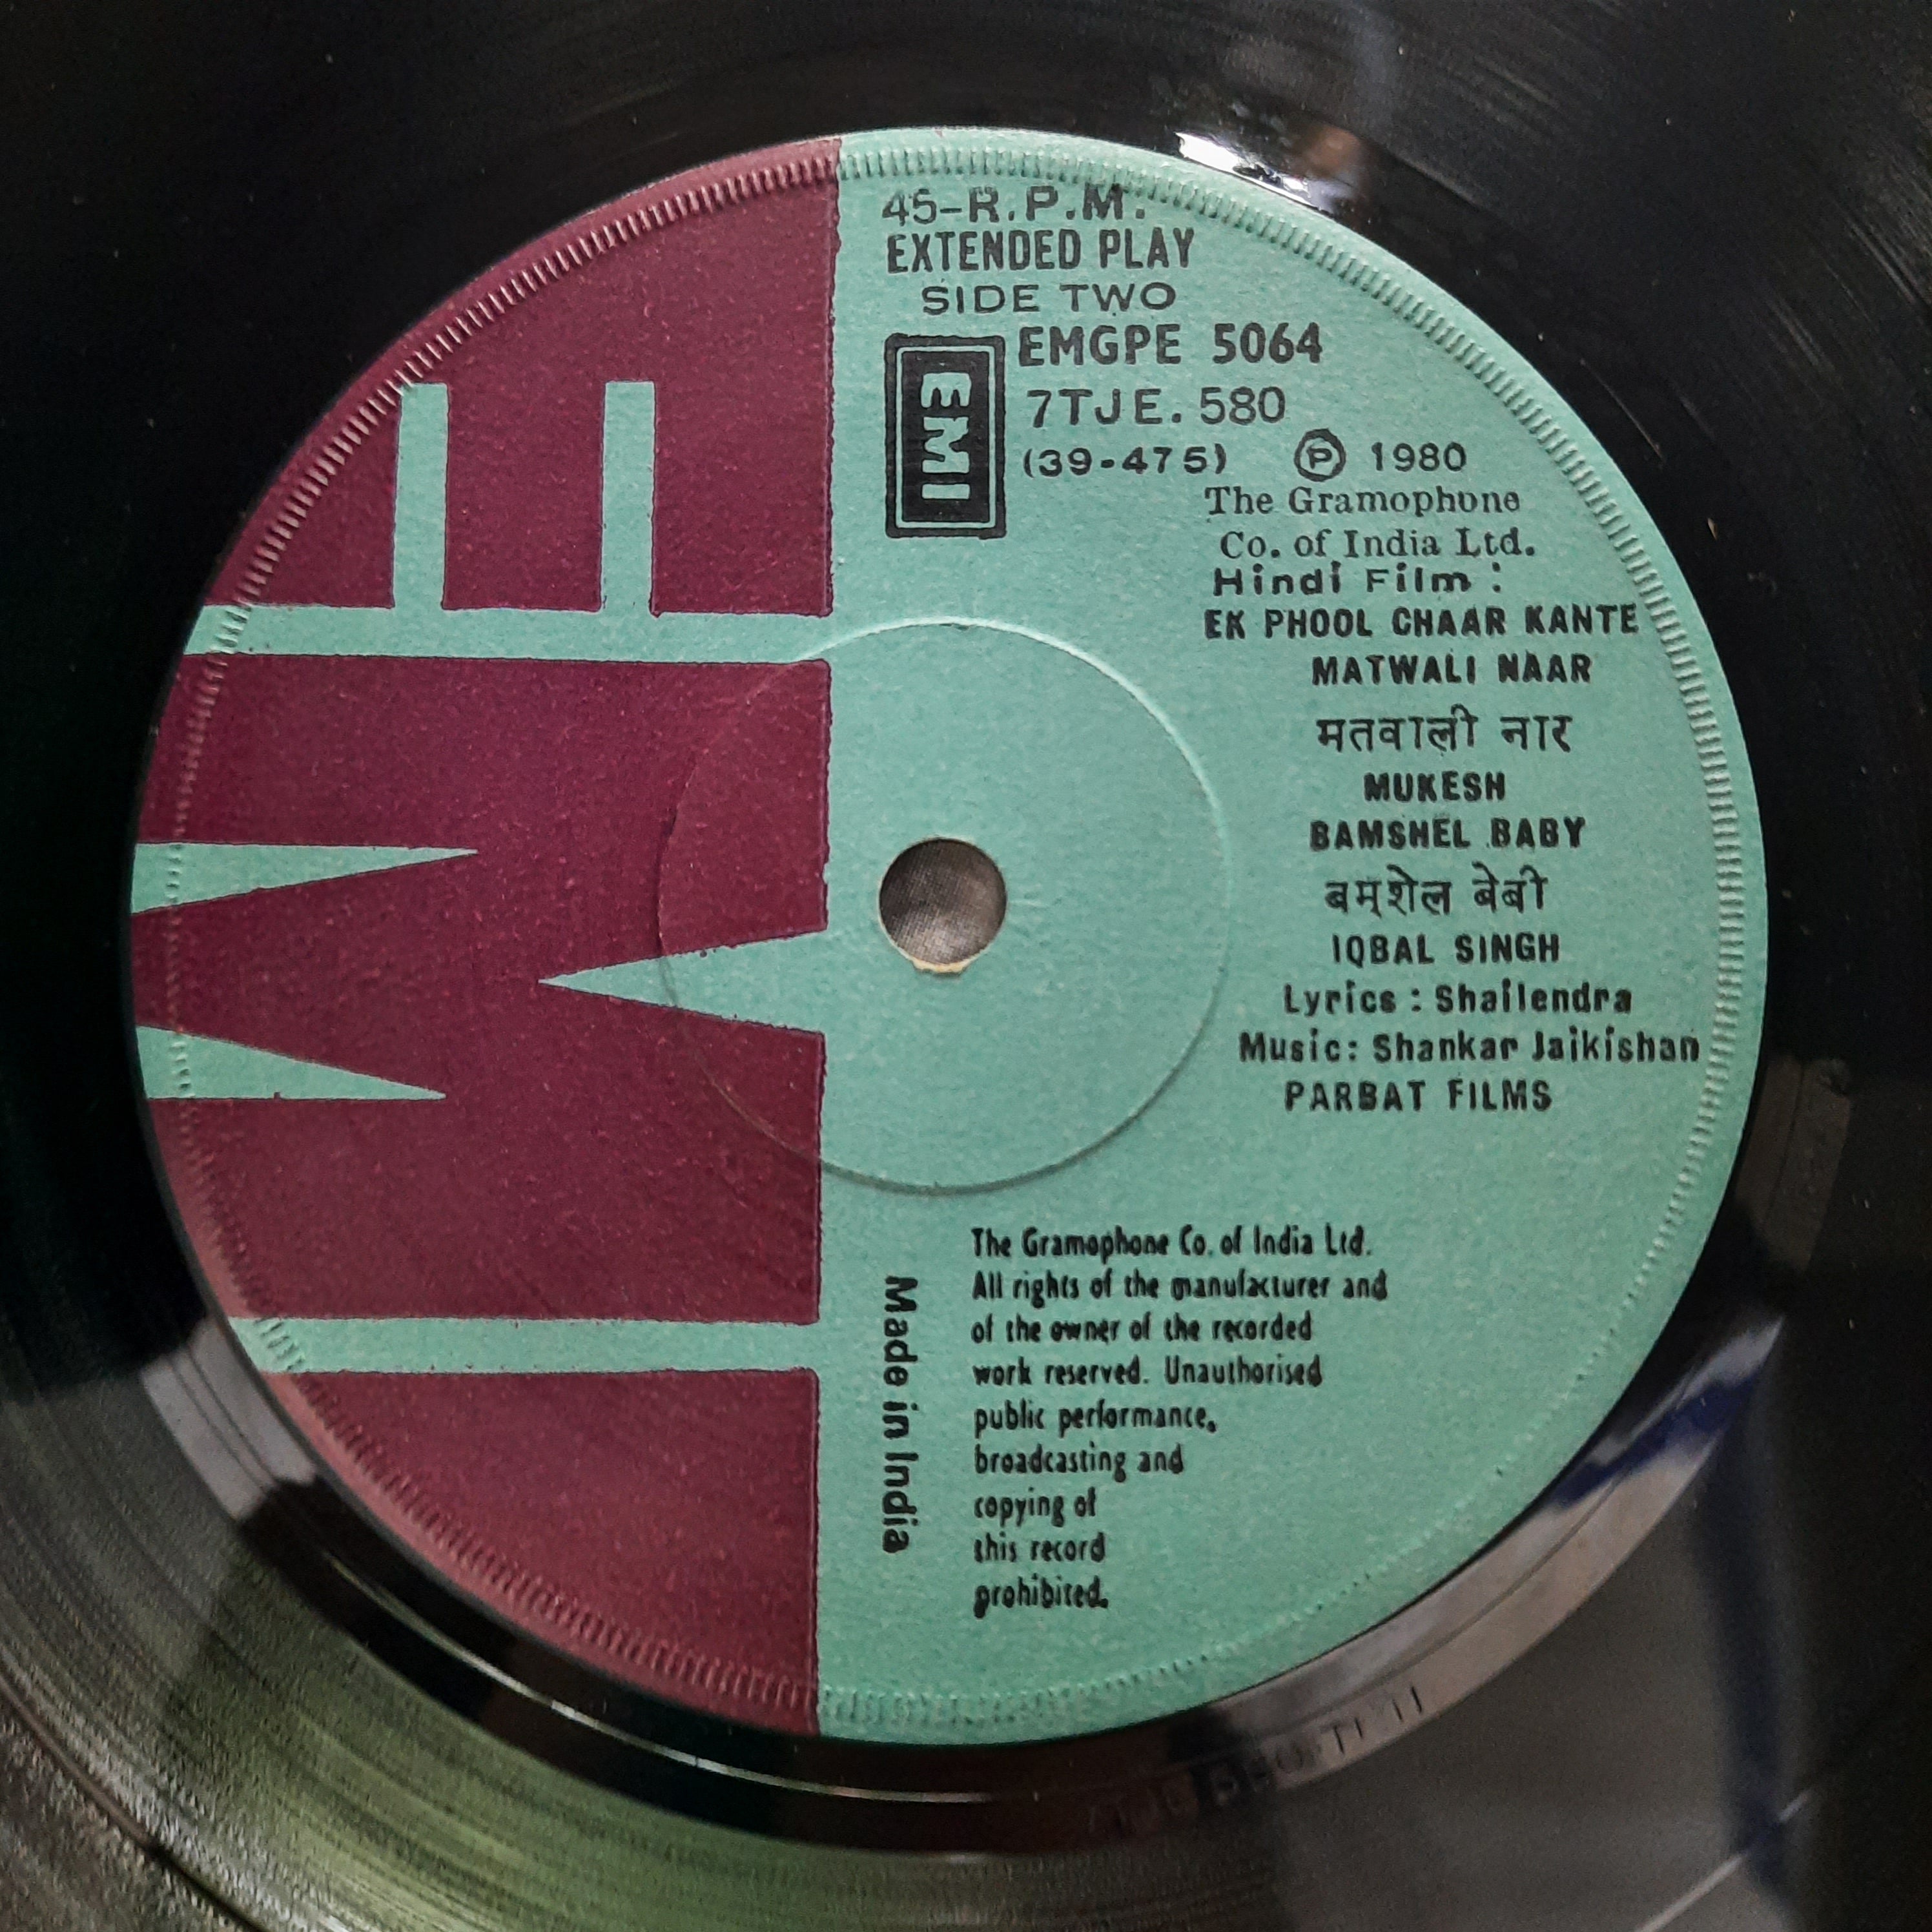 45-R.P.M.
EXTENDED PLAY
SIDE TWO
EMI
EMGPE 5064
7TJE. 580
(39-475) Ⓟ 1980
The Gramophone
Co. of India Ltd.
Hindi Film :
EK PHOOL CHAAR KANTE
MATWALI NAAR
मतवाली नार
MUKESH
BAMSHEL BABY
बम्शेल बेबी
IQBAL SINGH
Lyrics : Shailendra
Music: Shankar Jaikishan
PARBAT FILMS
The Gramophone Co. of India Ltd.
All rights of the manufacturer and
of the owner of the recorded
work reserved. Unauthorised
public performance,
broadcasting and
copying of
this record
prohibited.
Made in India
EMI